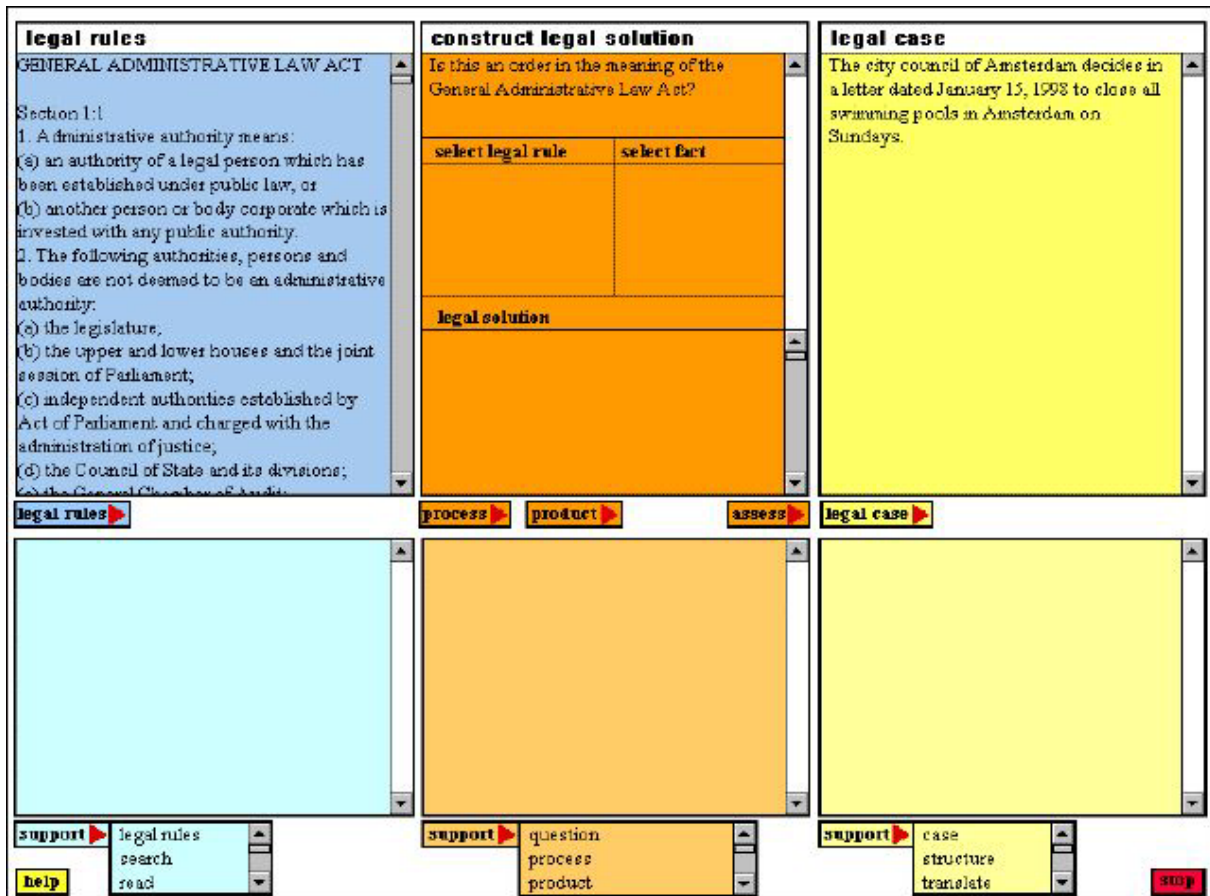 legal rules
GENERAL ADMINISTRATIVE LAW ACT
Section 1:1
1. Administrative authority means:
(a) an authority of a legal person which has
been established under public law, or
(b) another person or body corporate which is
invested with any public authority.
2. The following authorities, persons and
bodies are not deemed to be an administrative
authority:
(a) the legislature;
(b) the upper and lower houses and the joint
session of Parliament;
(c) independent authorities established by
Act of Parliament and charged with the
administration of justice;
(d) the Council of State and its divisions;
(e) the General Chamber of Audit;
legal rules
construct legal solution
Is this an order in the meaning of the
General Administrative Law Act?
select legal rule
select fact
legal solution
process
product
assess
legal case
The city council of Amsterdam decides in
a letter dated January 15, 1998 to close all
swimming pools in Amsterdam on
Sundays.
legal case
support
legal rules
search
read
support
question
process
product
support
case
structure
translate
help
stop